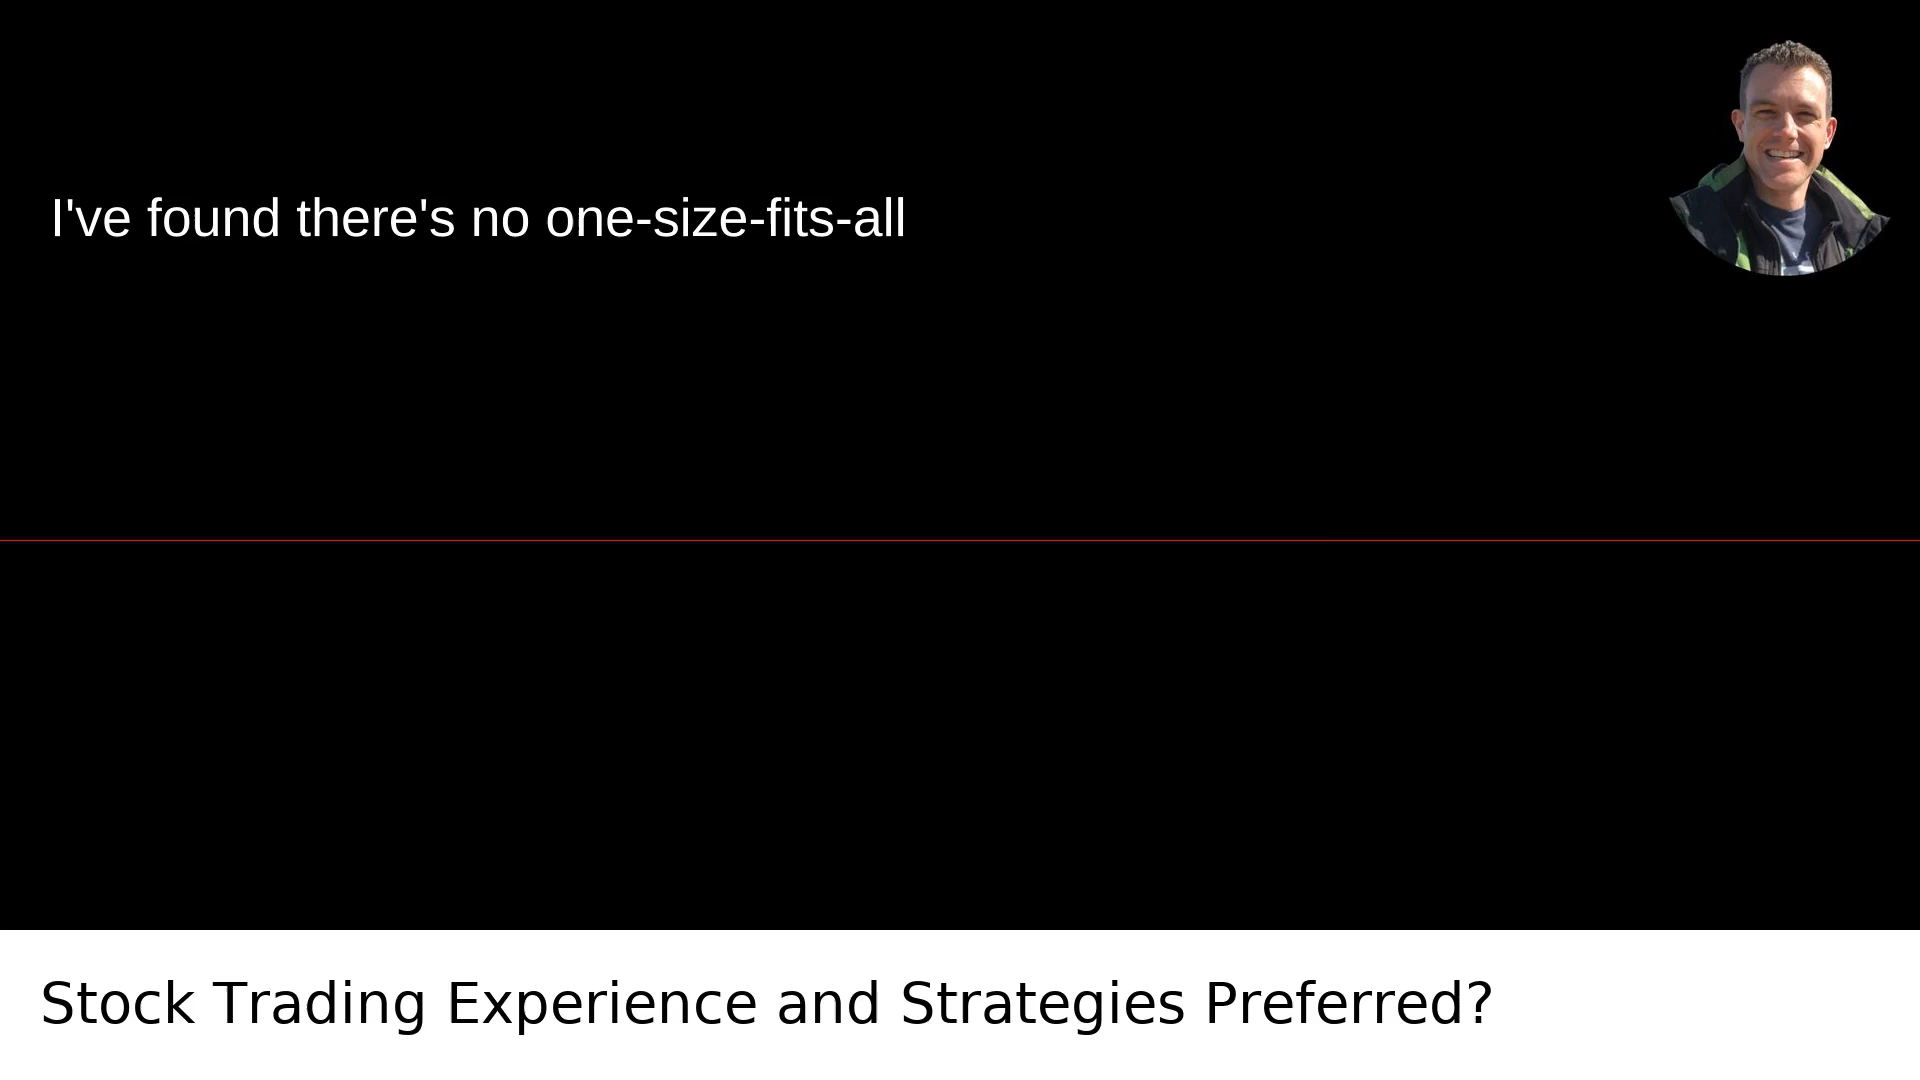 I've found there's no one-size-fits-all
Stock Trading Experience and Strategies Preferred?